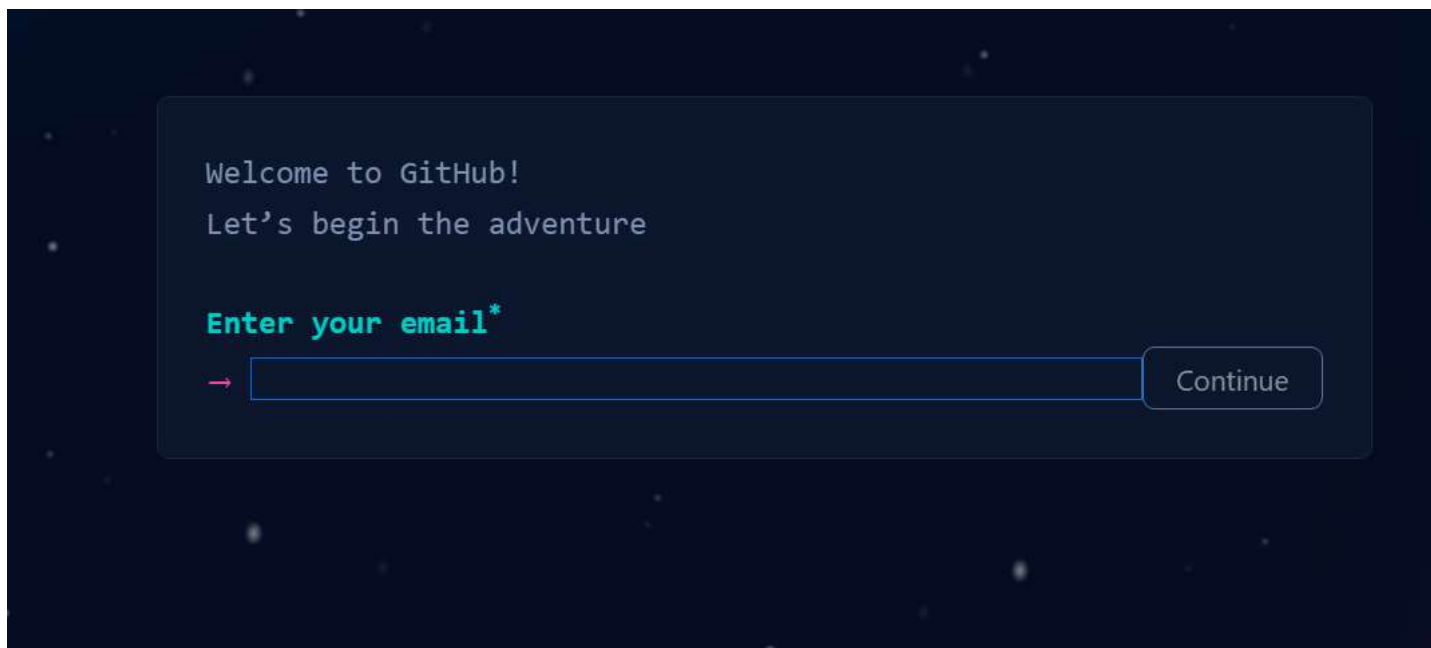 Welcome to GitHub!
Let’s begin the adventure
Enter your email*
→ Continue